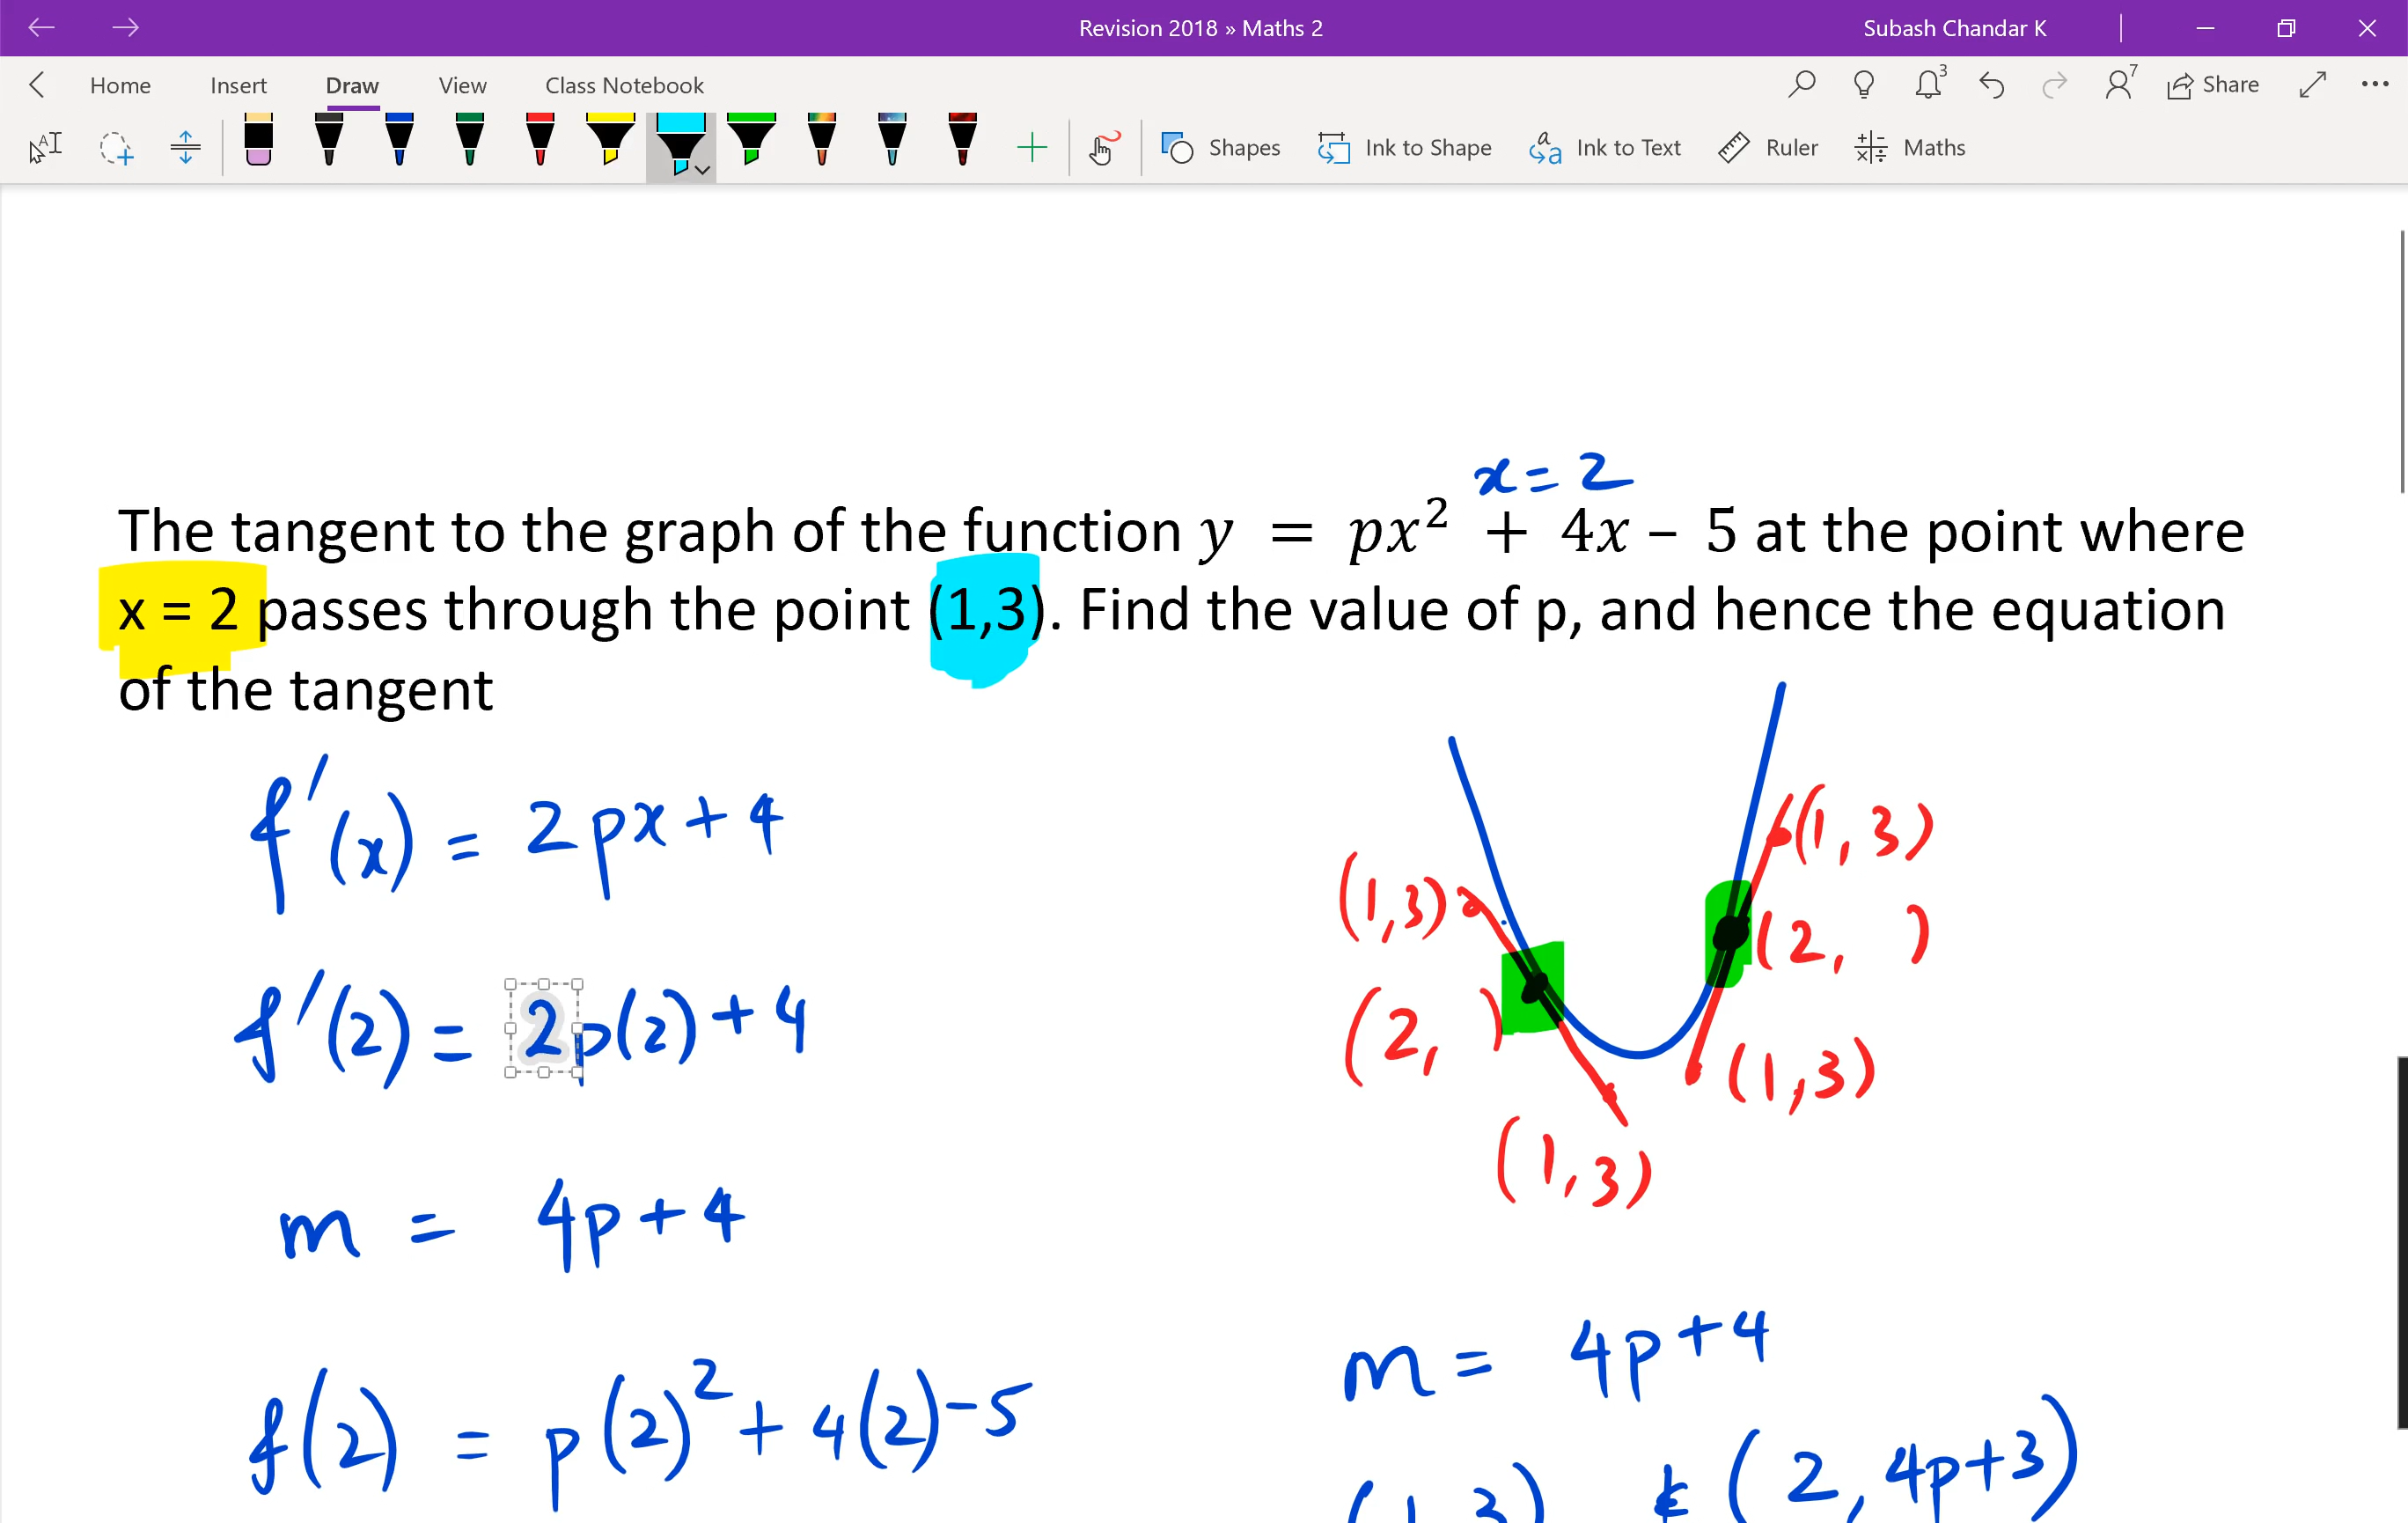 Revision 2018 » Maths 2
Subash Chandar K
Home Insert Draw View Class Notebook 3 7 Share
Shapes Ink to Shape Ink to Text Ruler Maths
x = 2
The tangent to the graph of the function y = px² + 4x − 5 at the point where
x = 2 passes through the point (1,3). Find the value of p, and hence the equation
of the tangent
f'(x) = 2px + 4
f'(2) = 2p(2) + 4
m = 4p + 4
f(2) = p(2)² + 4(2) - 5
(1, 3)
(1, 3)
(2, )
(2, )
(1, 3)
(1, 3)
m = 4p + 4
(1, 3) & (2, 4p+3)